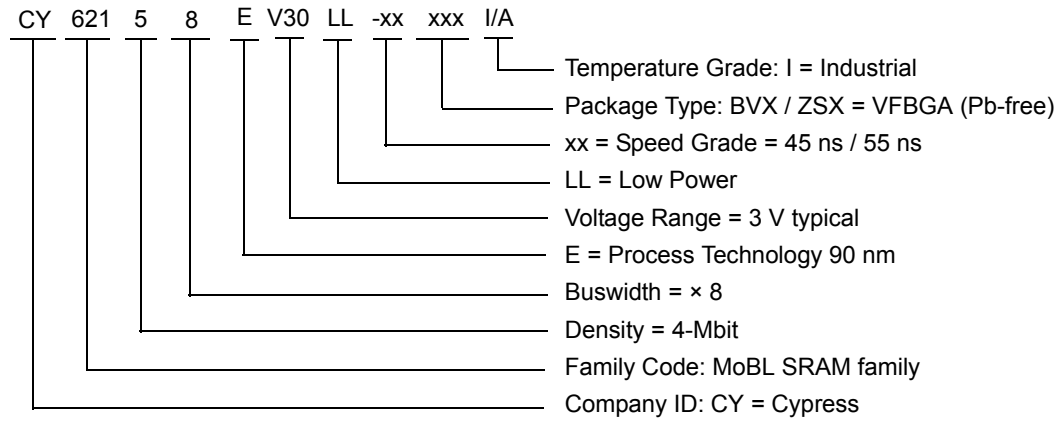 CY 621 5 8 E V30 LL -xx xxx I/A
Temperature Grade: I = Industrial
Package Type: BVX / ZSX = VFBGA (Pb-free)
xx = Speed Grade = 45 ns / 55 ns
LL = Low Power
Voltage Range = 3 V typical
E = Process Technology 90 nm
Buswidth = × 8
Density = 4-Mbit
Family Code: MoBL SRAM family
Company ID: CY = Cypress